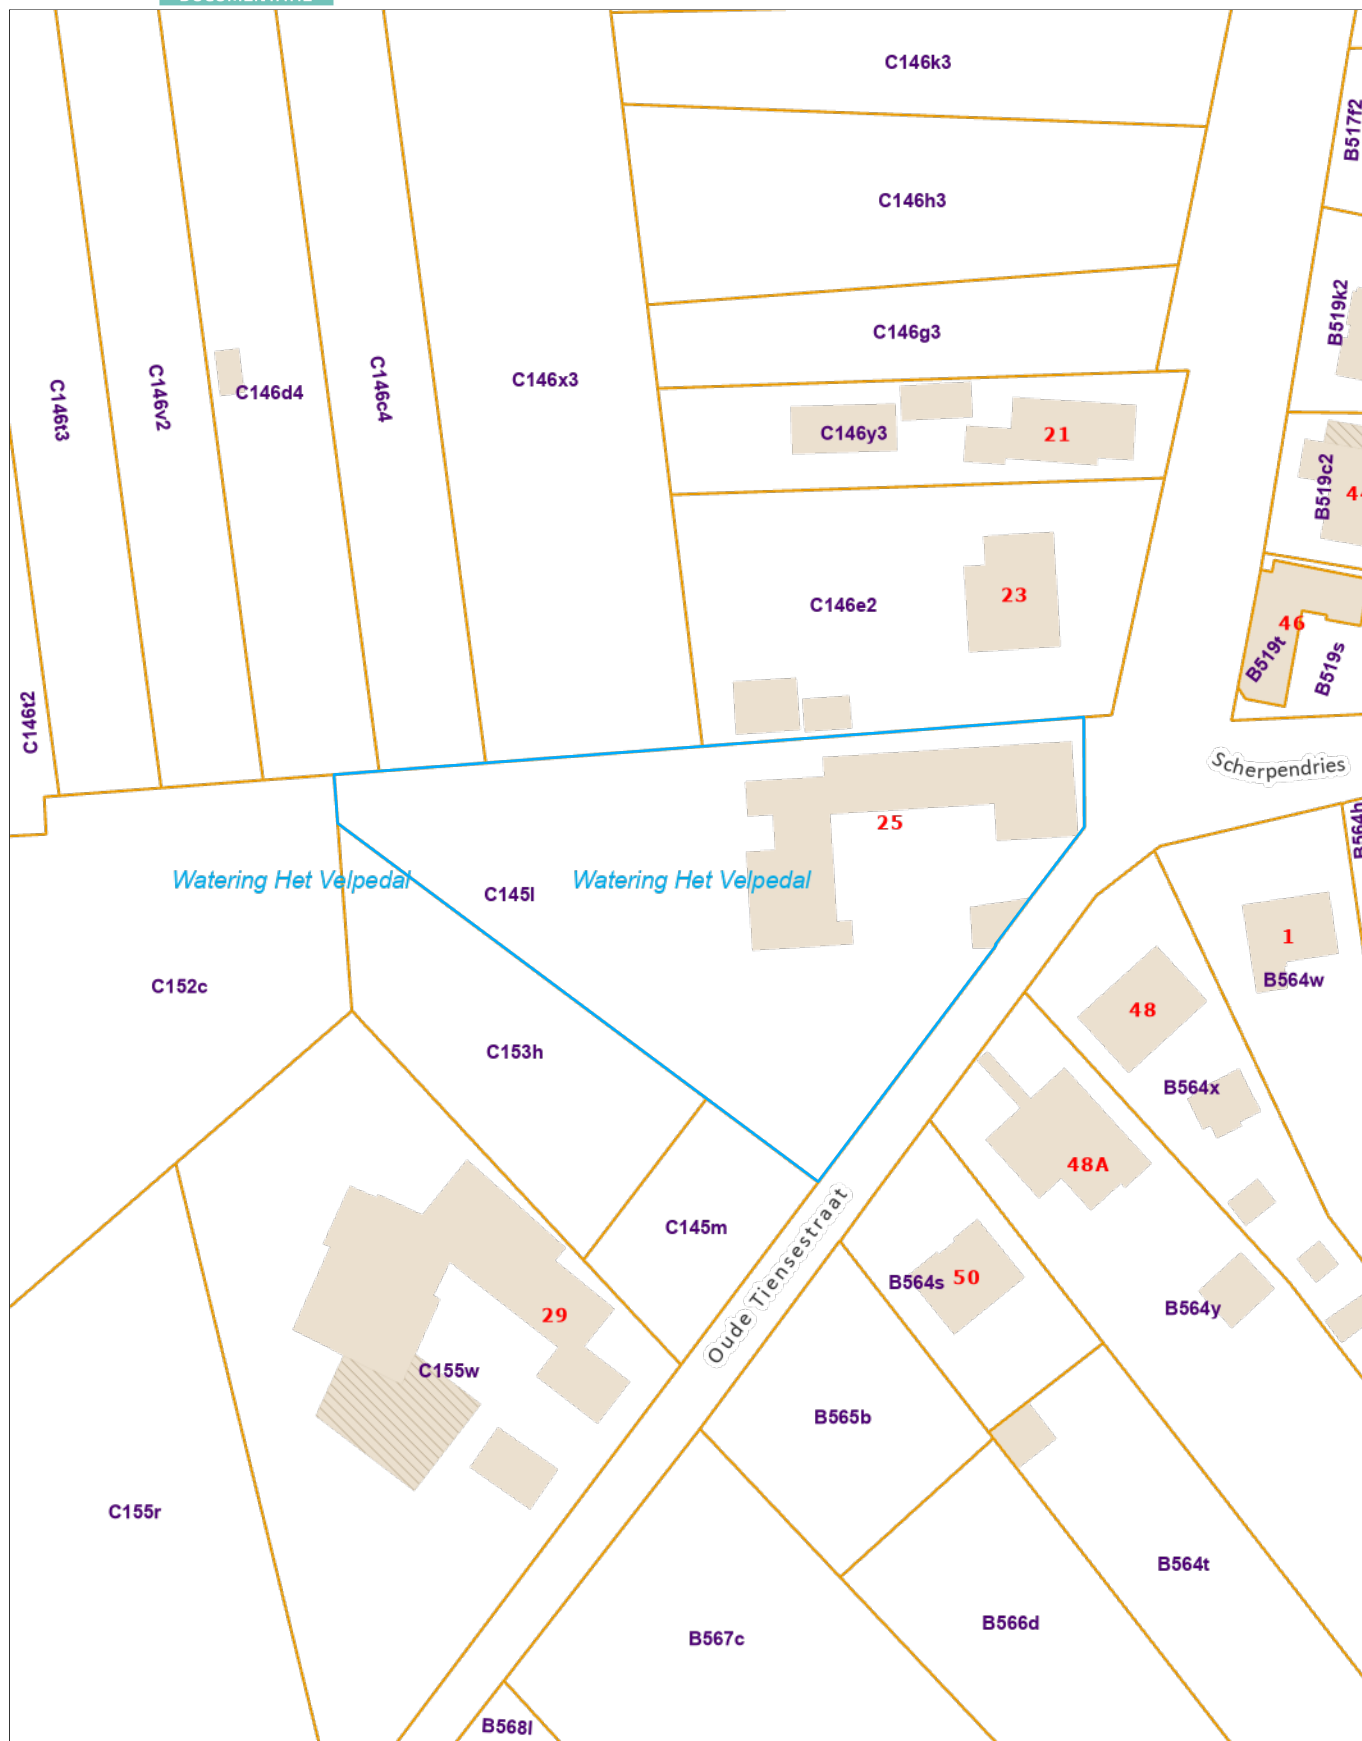 C146k3
B517f2
C146h3
B519k2
C146g3
C146t3
C146v2
C146d4
C146c4
C146x3
C146y3
21
B519c2
C146e2
23
46
B519t
B519s
C146t2
Scherpendries
25
Watering Het Velpedal
Watering Het Velpedal
C145l
1
B564w
C152c
48
C153h
B564x
48A
C145m
Oude Tiensestraat
B564s
50
B564y
29
C155w
B565b
C155r
B564t
B566d
B567c
B568l